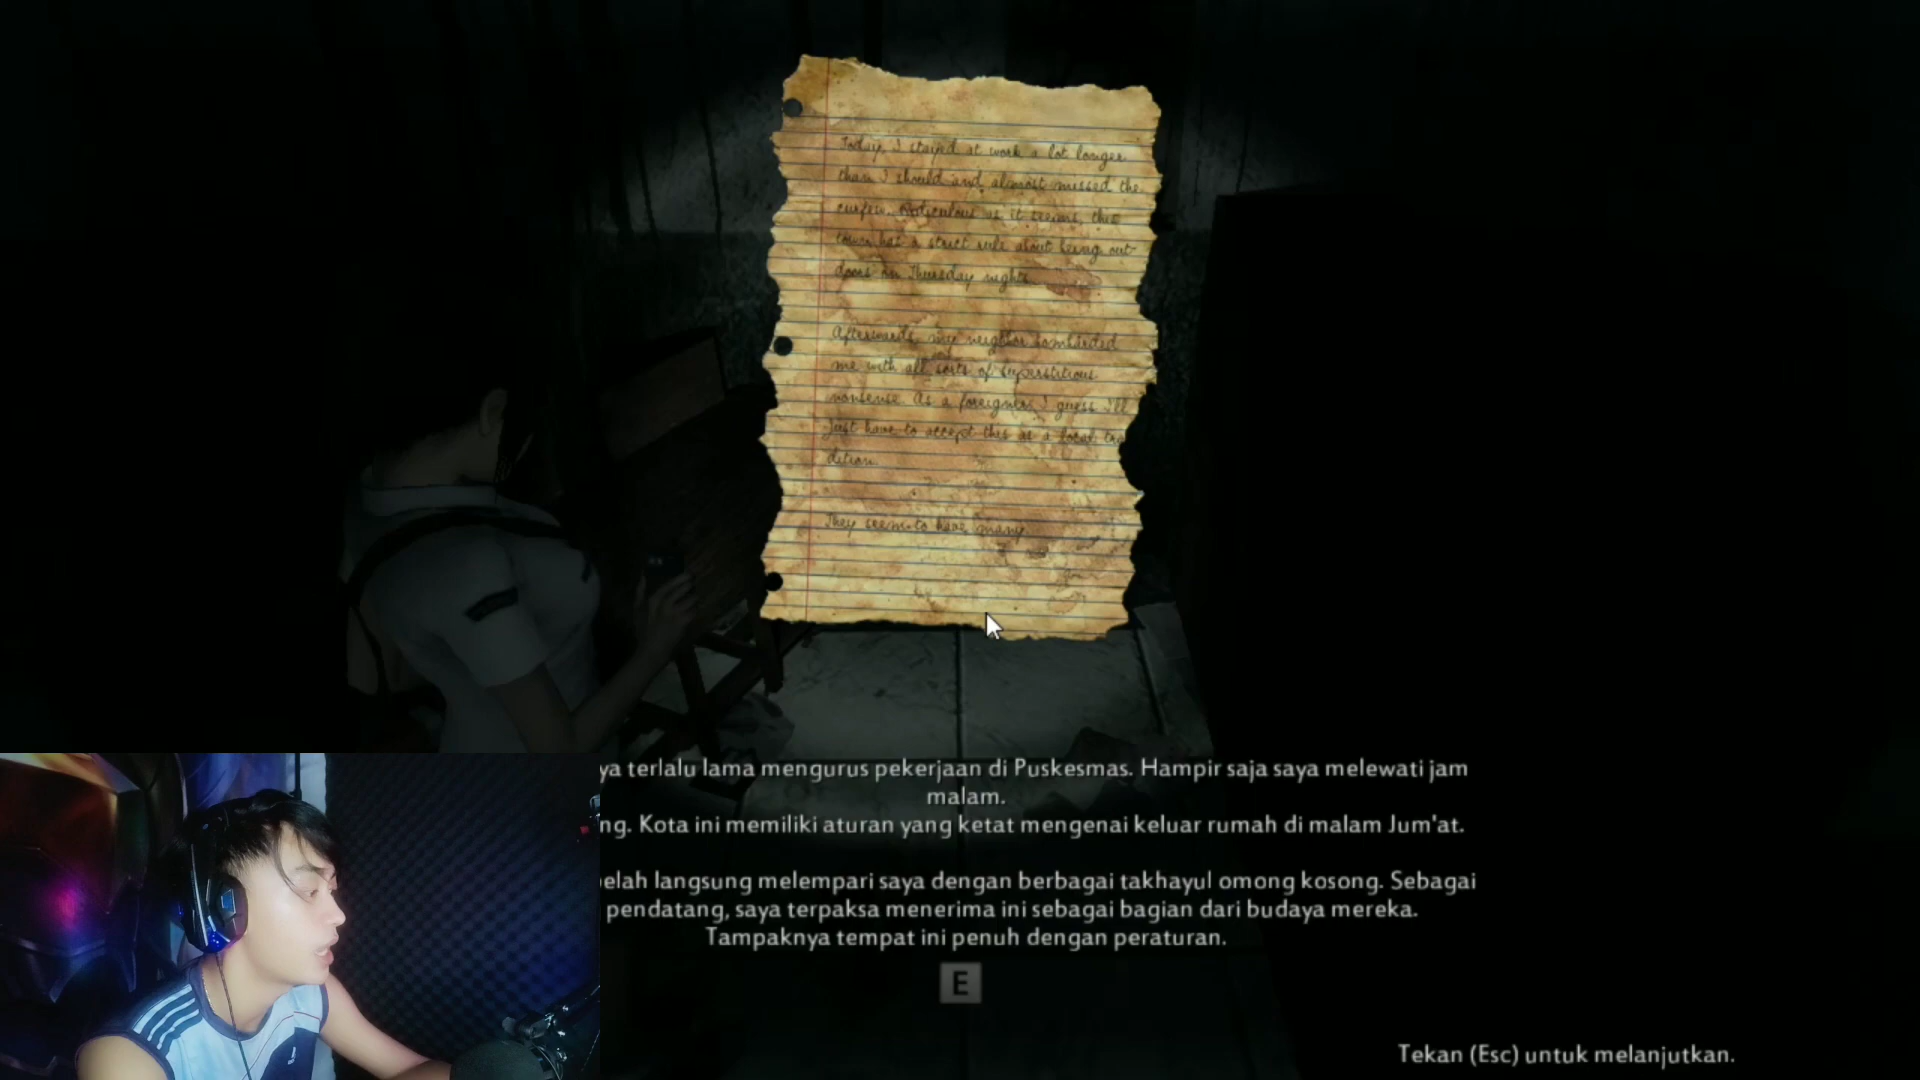 Today, I stayed at work a lot longer
than I should and almost missed the
curfew. Ridiculous as it seems, this
town has a strict rule about being out-
doors on Thursday nights.
Afterwards, my neighbor bombarded
me with all sorts of superstitious
nonsense. As a foreigner, I guess I'll
just have to accept this as a local tra
dition.
They seem to have many.
ya terlalu lama mengurus pekerjaan di Puskesmas. Hampir saja saya melewati jam
malam.
ng. Kota ini memiliki aturan yang ketat mengenai keluar rumah di malam Jum'at.
elah langsung melempari saya dengan berbagai takhayul omong kosong. Sebagai
pendatang, saya terpaksa menerima ini sebagai bagian dari budaya mereka.
Tampaknya tempat ini penuh dengan peraturan.
E
Tekan (Esc) untuk melanjutkan.